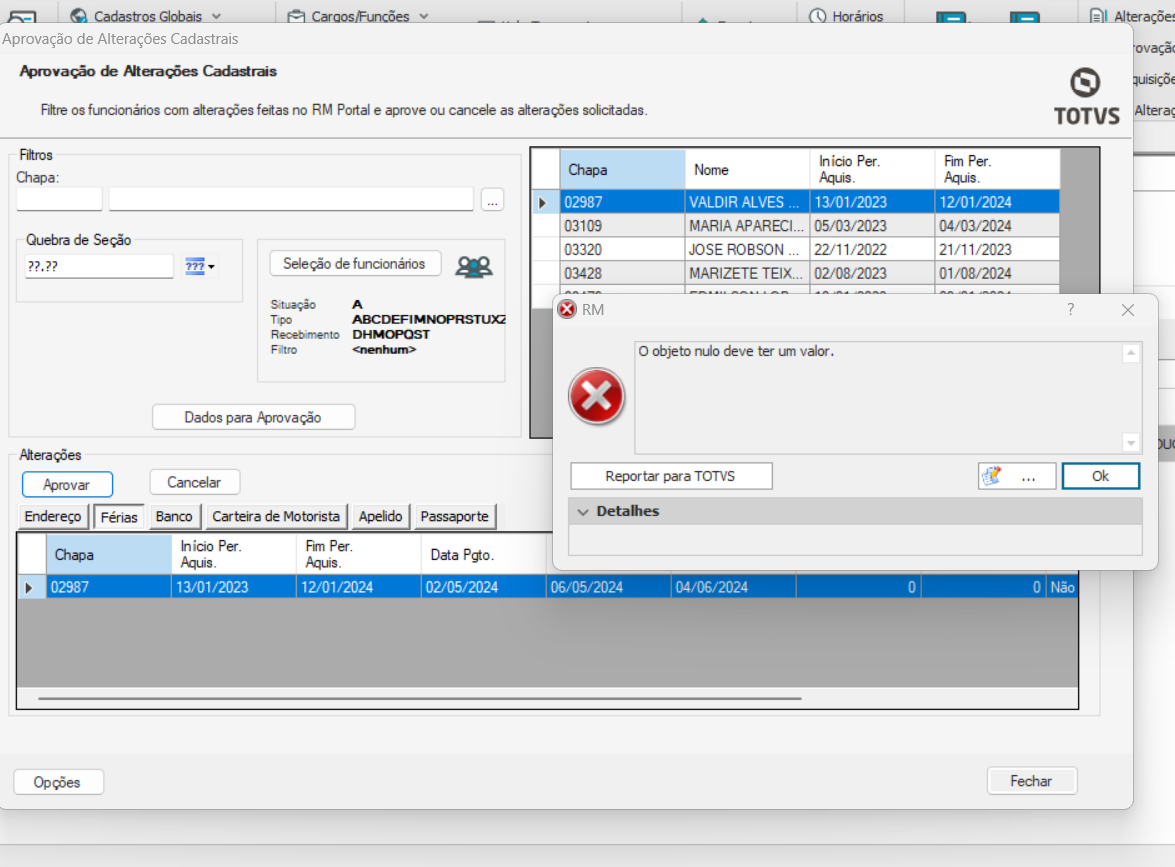 Cadastros Globais
Cargos/Funções
Horários
Alterações
Aprovação de Alterações Cadastrais
Aprovação de Alterações Cadastrais
Filtre os funcionários com alterações feitas no RM Portal e aprove ou cancele as alterações solicitadas.
TOTVS
Filtros
Chapa:
...
Quebra de Seção
??.??
???
Seleção de funcionários
Situação A
Tipo ABCDEFIMNOPRSTUXZ
Recebimento DHMOPQST
Filtro <nenhum>
Dados para Aprovação
Chapa Nome Início Per. Aquis. Fim Per. Aquis.
02987 VALDIR ALVES ... 13/01/2023 12/01/2024
03109 MARIA APARECI... 05/03/2023 04/03/2024
03320 JOSE ROBSON ... 22/11/2022 21/11/2023
03428 MARIZETE TEIX... 02/08/2023 01/08/2024
RM ?
O objeto nulo deve ter um valor.
Reportar para TOTVS
...
Ok
Detalhes
Alterações
Aprovar
Cancelar
Endereço Férias Banco Carteira de Motorista Apelido Passaporte
Chapa Início Per. Aquis. Fim Per. Aquis. Data Pgto.
02987 13/01/2023 12/01/2024 02/05/2024 06/05/2024 04/06/2024 0 0 Não
Opções
Fechar